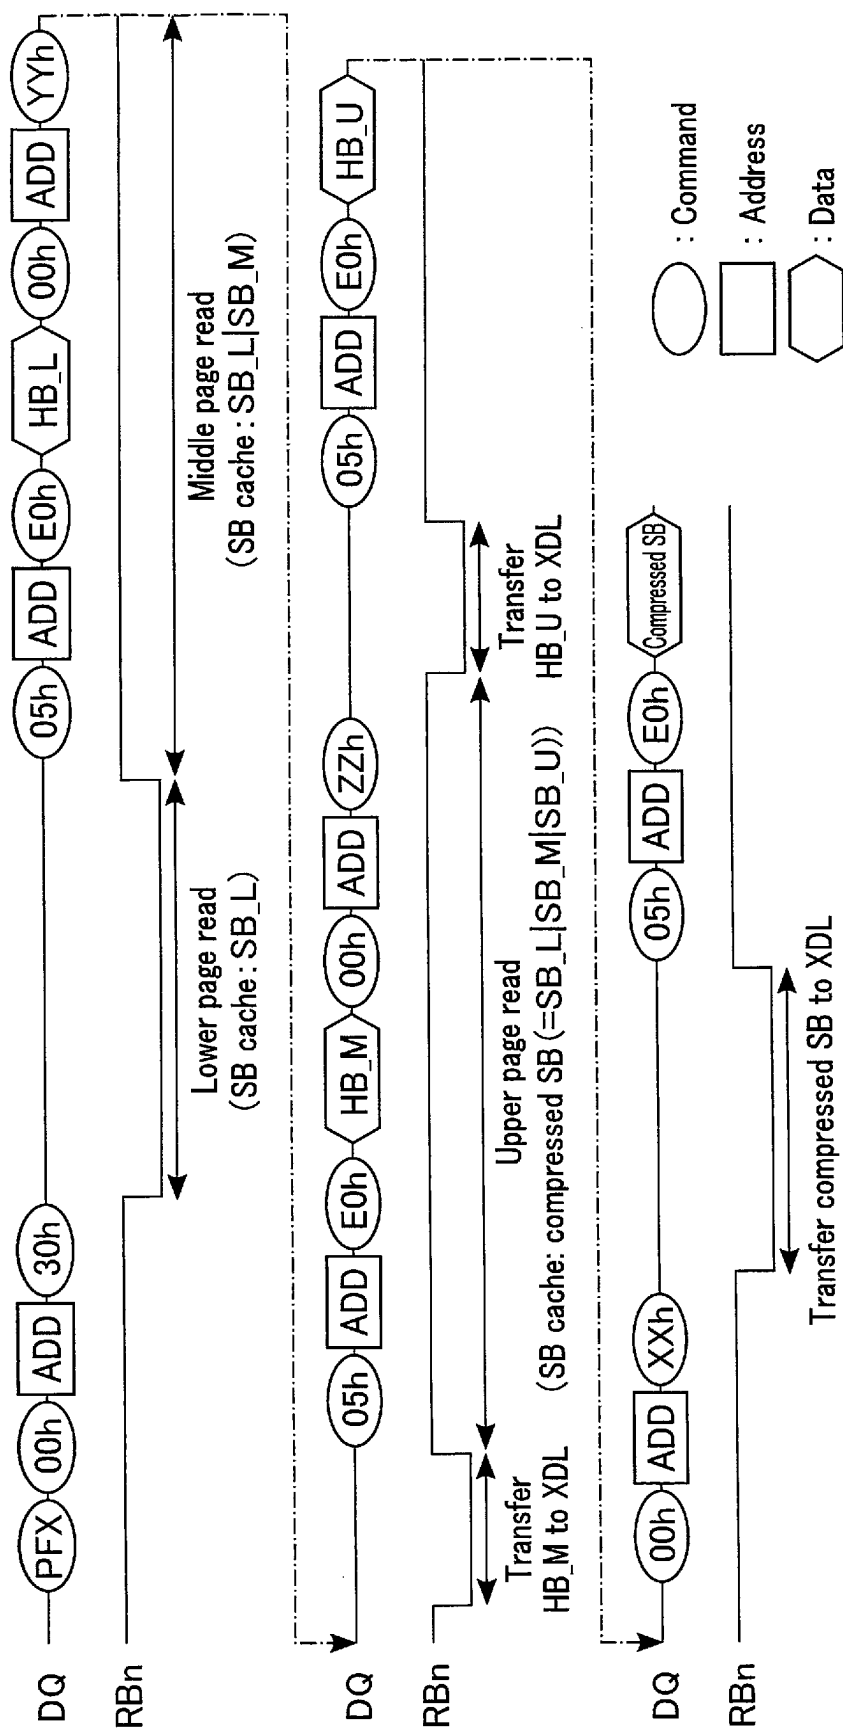 DQ PFX 00h ADD 30h 05h ADD E0h HB_L 00h ADD YYh
RBn
Lower page read
(SB cache: SB_L)
Middle page read
(SB cache: SB_L|SB_M)
DQ 05h ADD E0h HB_M 00h ADD ZZh 05h ADD E0h HB_U
RBn
Transfer
HB_M to XDL
Upper page read
(SB cache: compressed SB(=SB_L|SB_M|SB_U))
Transfer
HB_U to XDL
DQ 00h ADD XXh 05h ADD E0h Compressed SB
RBn
Transfer compressed SB to XDL
: Command
: Address
: Data